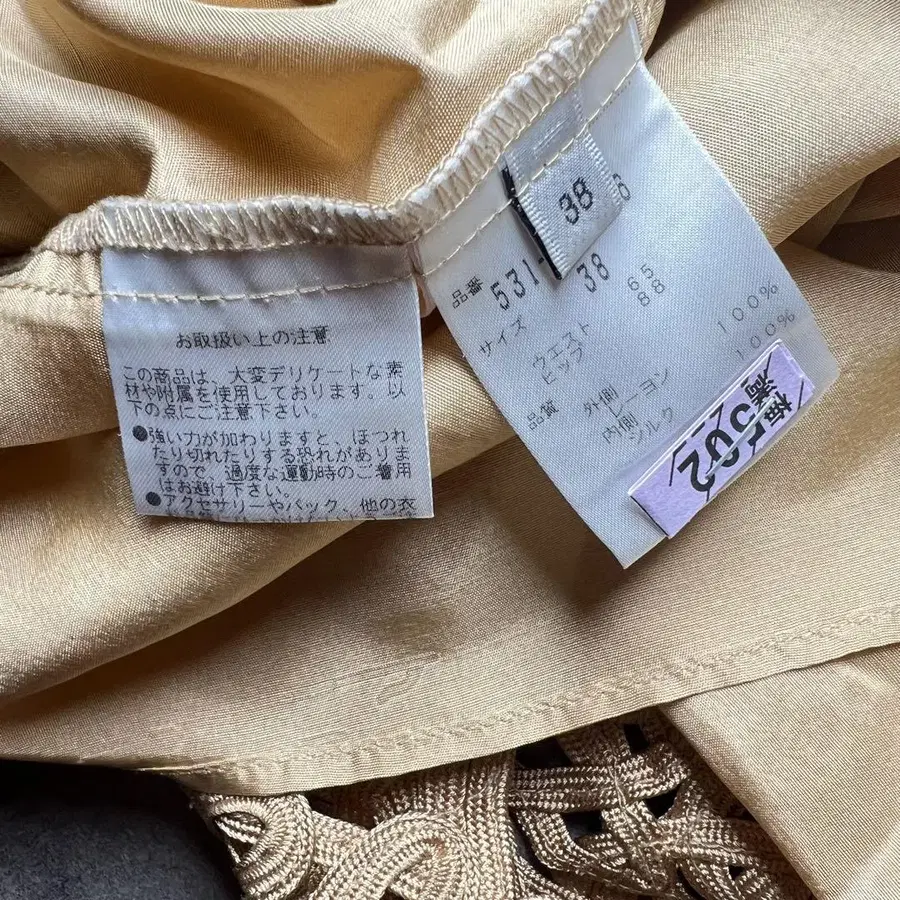 お取扱い上の注意
この商品は、大変デリケートな素
材や附属を使用しております。以
下の点にご注意下さい。
●強い力が加わりますと、ほつれ
たり切れたりする恐れがあります
ので、過度な運動時のご着用
はお避け下さい。
●アクセサリーやバック、他の衣
38
品番 531- 6
サイズ 38
ウエスト 65
ヒップ 88
品質 外側
レーヨン 100%
内側
シルク 100%
502